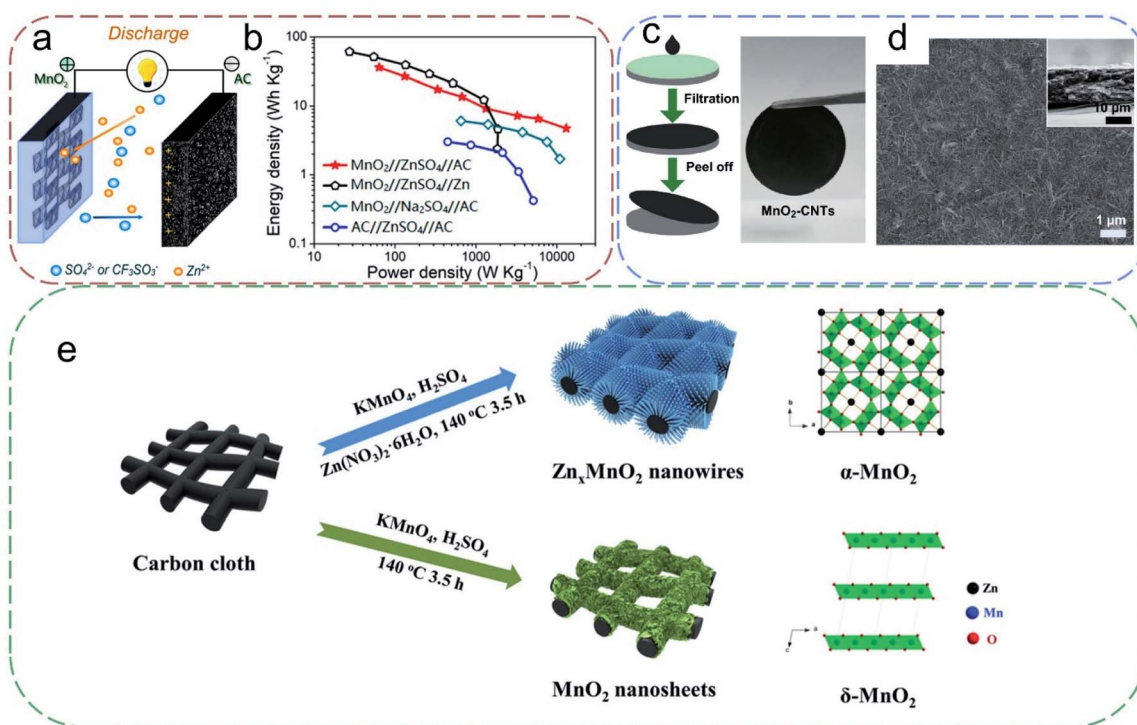 a
Discharge
MnO₂
⊕
⊖
AC
SO₄²⁻ or CF₃SO₃⁻
Zn²⁺
b
Energy density (Wh Kg⁻¹)
100
10
1
0.1
MnO₂//ZnSO₄//AC
MnO₂//ZnSO₄//Zn
MnO₂//Na₂SO₄//AC
AC//ZnSO₄//AC
10
100
1000
10000
Power density (W Kg⁻¹)
c
Filtration
Peel off
MnO₂-CNTs
d
10 μm
1 μm
e
Carbon cloth
KMnO₄, H₂SO₄
Zn(NO₃)₂·6H₂O, 140 °C 3.5 h
ZnₓMnO₂ nanowires
b
a
α-MnO₂
KMnO₄, H₂SO₄
140 °C 3.5 h
MnO₂ nanosheets
a
c
δ-MnO₂
Zn
Mn
O